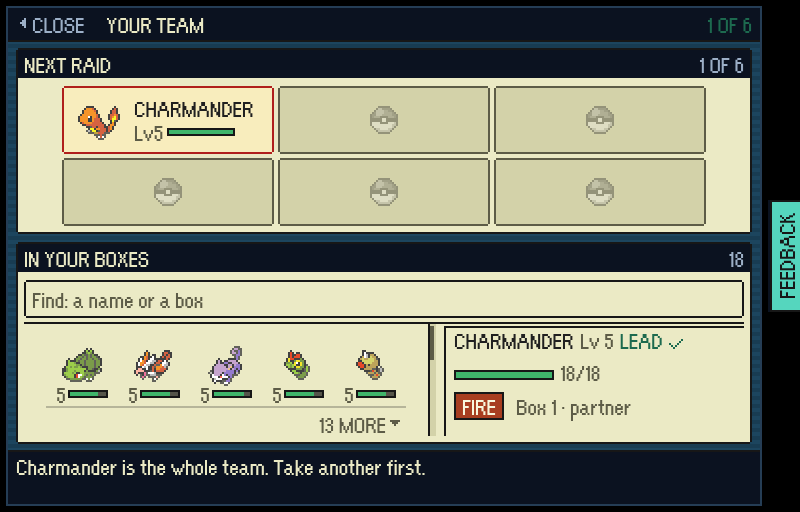 CLOSE YOUR TEAM 1 OF 6
NEXT RAID 1 OF 6
CHARMANDER
Lv5
IN YOUR BOXES 18
Find: a name or a box
CHARMANDER Lv 5 LEAD ✓
18/18
5 5 5 5 5
FIRE Box 1 · partner
13 MORE
Charmander is the whole team. Take another first.
FEEDBACK